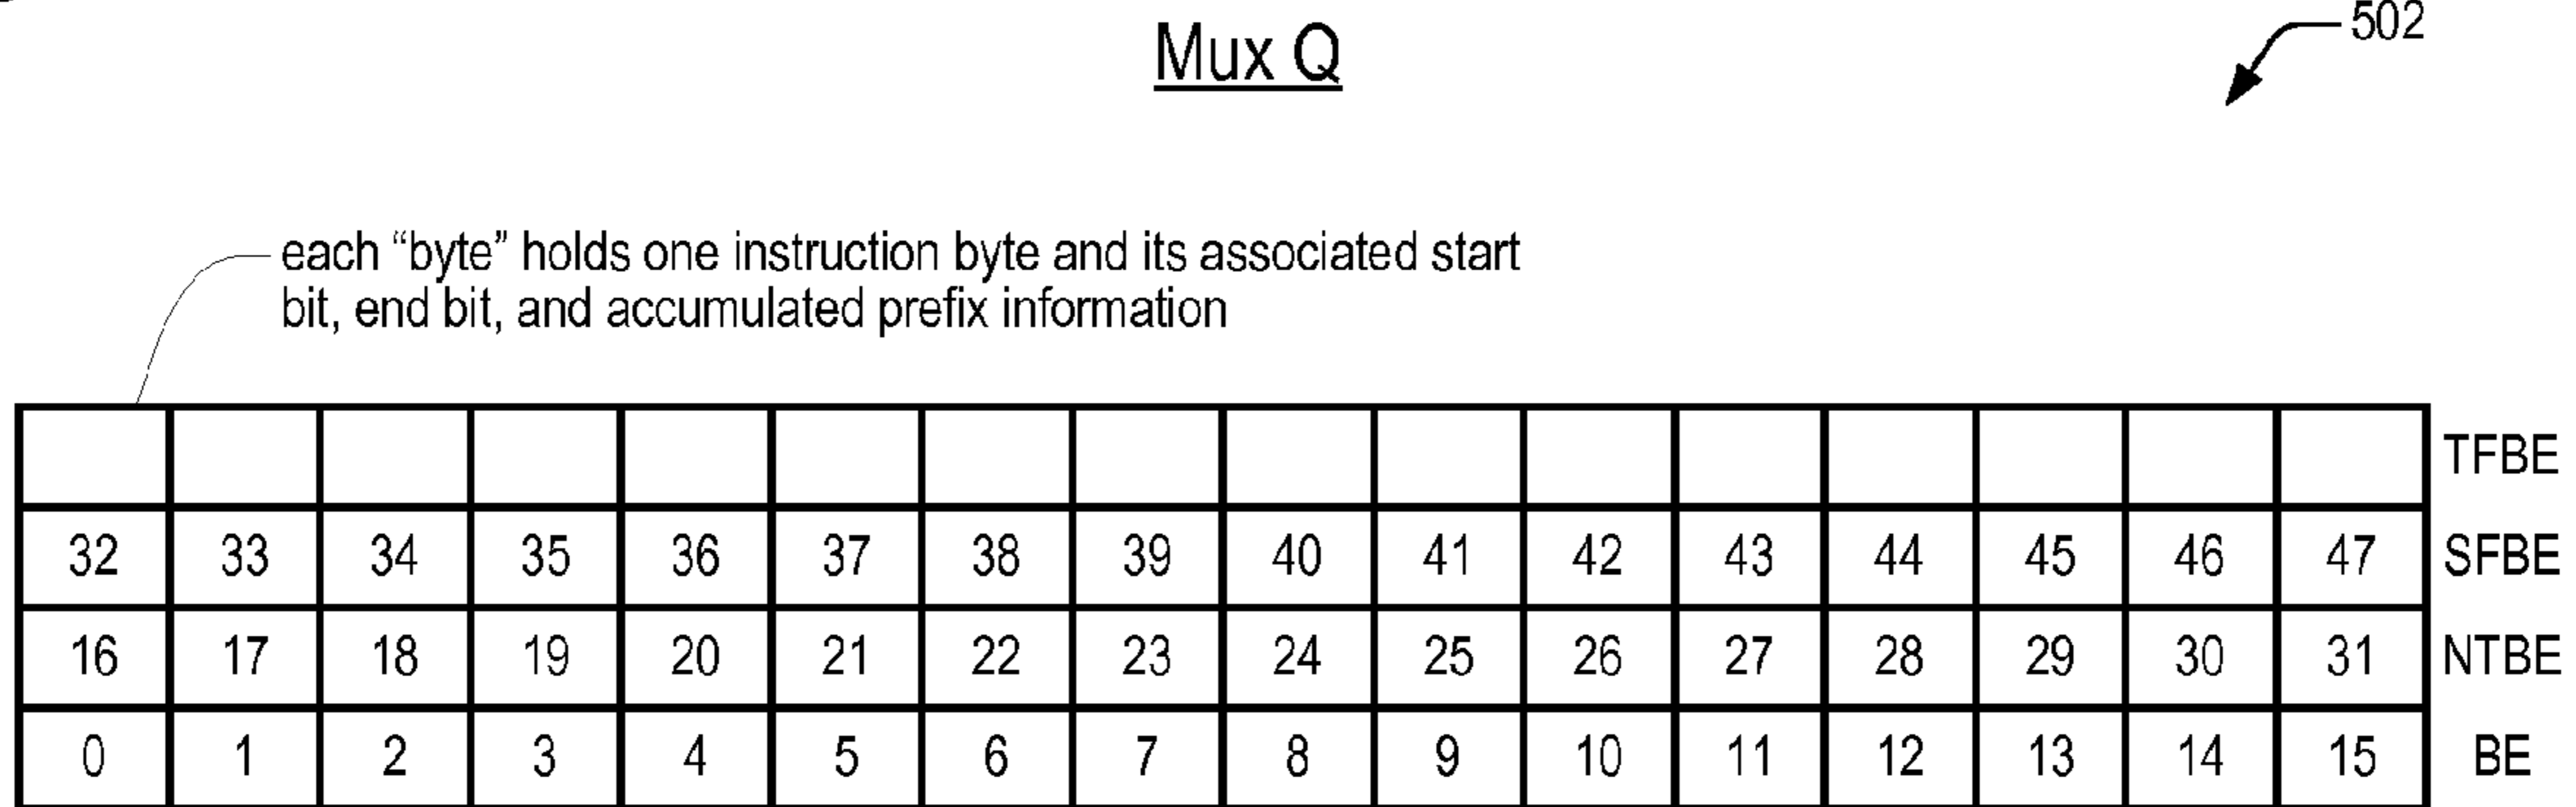 Mux Q
502
each “byte” holds one instruction byte and its associated start
bit, end bit, and accumulated prefix information
TFBE
32 33 34 35 36 37 38 39 40 41 42 43 44 45 46 47 SFBE
16 17 18 19 20 21 22 23 24 25 26 27 28 29 30 31 NTBE
0 1 2 3 4 5 6 7 8 9 10 11 12 13 14 15 BE